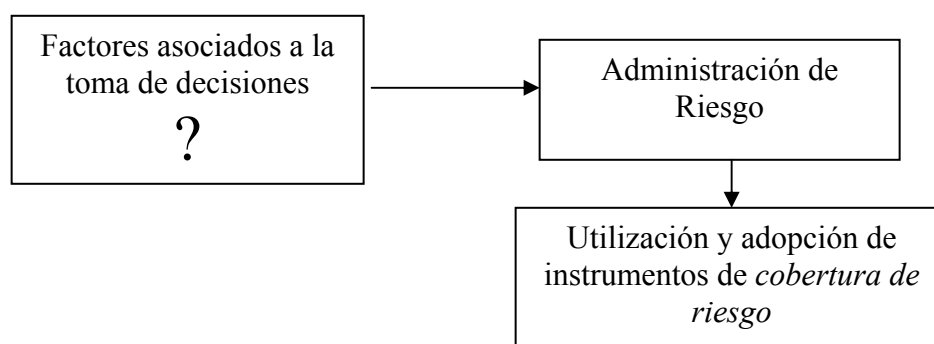 Factores asociados a la
toma de decisiones
?
Administración de
Riesgo
Utilización y adopción de
instrumentos de cobertura de
riesgo